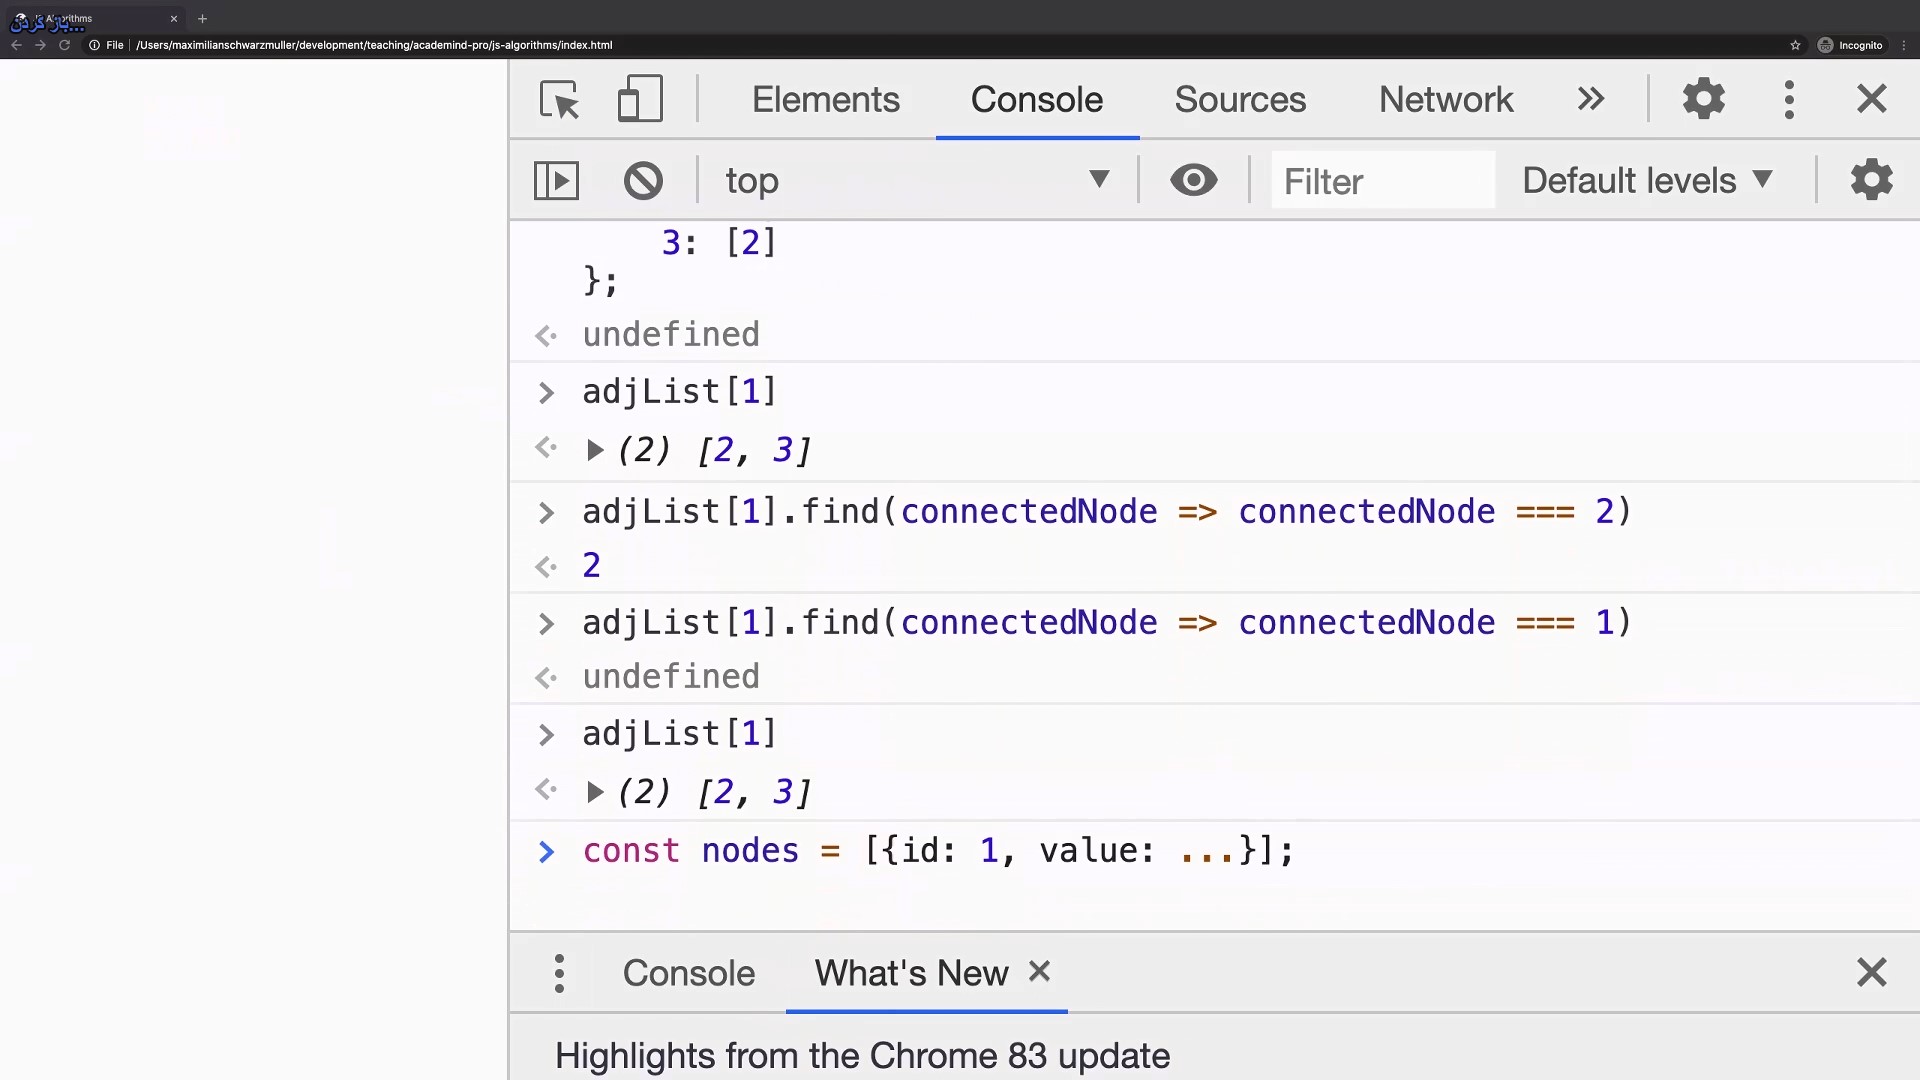 باز کردن...
JS Algorithms
File /Users/maximilianschwarzmuller/development/teaching/academind-pro/js-algorithms/index.html
Incognito
Elements Console Sources Network
top Filter Default levels
3: [2]
};
undefined
adjList[1]
(2) [2, 3]
adjList[1].find(connectedNode => connectedNode === 2)
2
adjList[1].find(connectedNode => connectedNode === 1)
undefined
adjList[1]
(2) [2, 3]
const nodes = [{id: 1, value: ...}];
Console What's New
Highlights from the Chrome 83 update